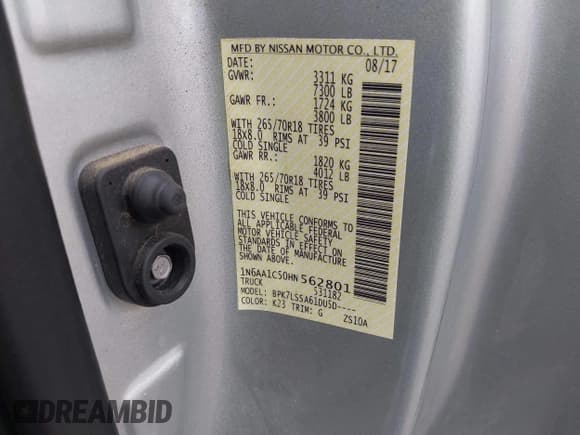 MFD BY NISSAN MOTOR CO., LTD.
DATE: 08/17
GVWR: 3311 KG
7300 LB
GAWR FR.: 1724 KG
3800 LB
WITH 265/70R18 TIRES
18X8.0 RIMS AT 39 PSI
COLD SINGLE
GAWR RR.: 1820 KG
4012 LB
WITH 265/70R18 TIRES
18X8.0 RIMS AT 39 PSI
COLD SINGLE
THIS VEHICLE CONFORMS TO
ALL APPLICABLE FEDERAL
MOTOR VEHICLE SAFETY
STANDARDS IN EFFECT ON
THE DATE OF MANUFACTURE
SHOWN ABOVE.
1N6AA1C50HN562801
TRUCK 531182
MODEL: BPK7LSSA61DU5D----
COLOR: K23 TRIM: G ZS10A
DREAMBID